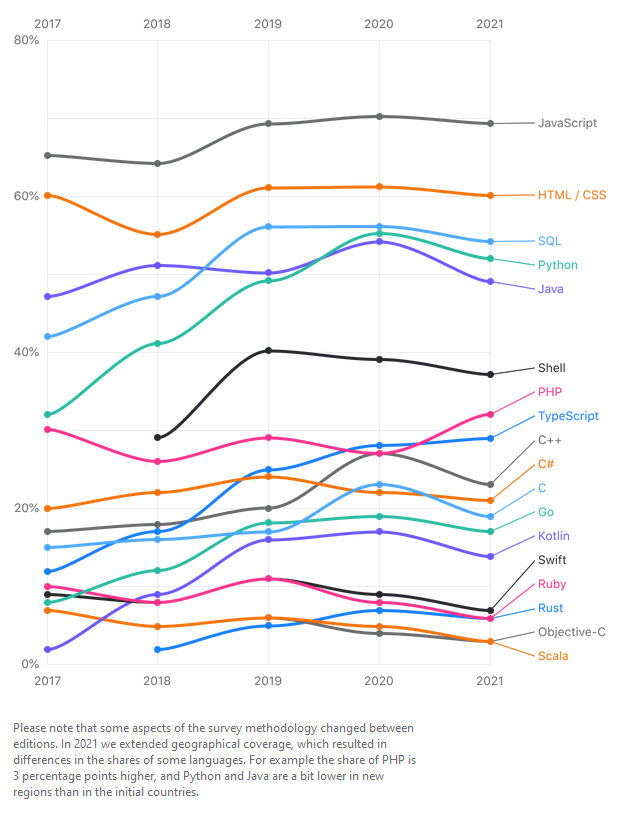 2017 2018 2019 2020 2021
80%
JavaScript
60%
HTML / CSS
SQL
Python
Java
40%
Shell
PHP
TypeScript
C++
C#
20%
C
Go
Kotlin
Swift
Ruby
Rust
Objective-C
0%
Scala
2017 2018 2019 2020 2021
Please note that some aspects of the survey methodology changed between
editions. In 2021 we extended geographical coverage, which resulted in
differences in the shares of some languages. For example the share of PHP is
3 percentage points higher, and Python and Java are a bit lower in new
regions than in the initial countries.